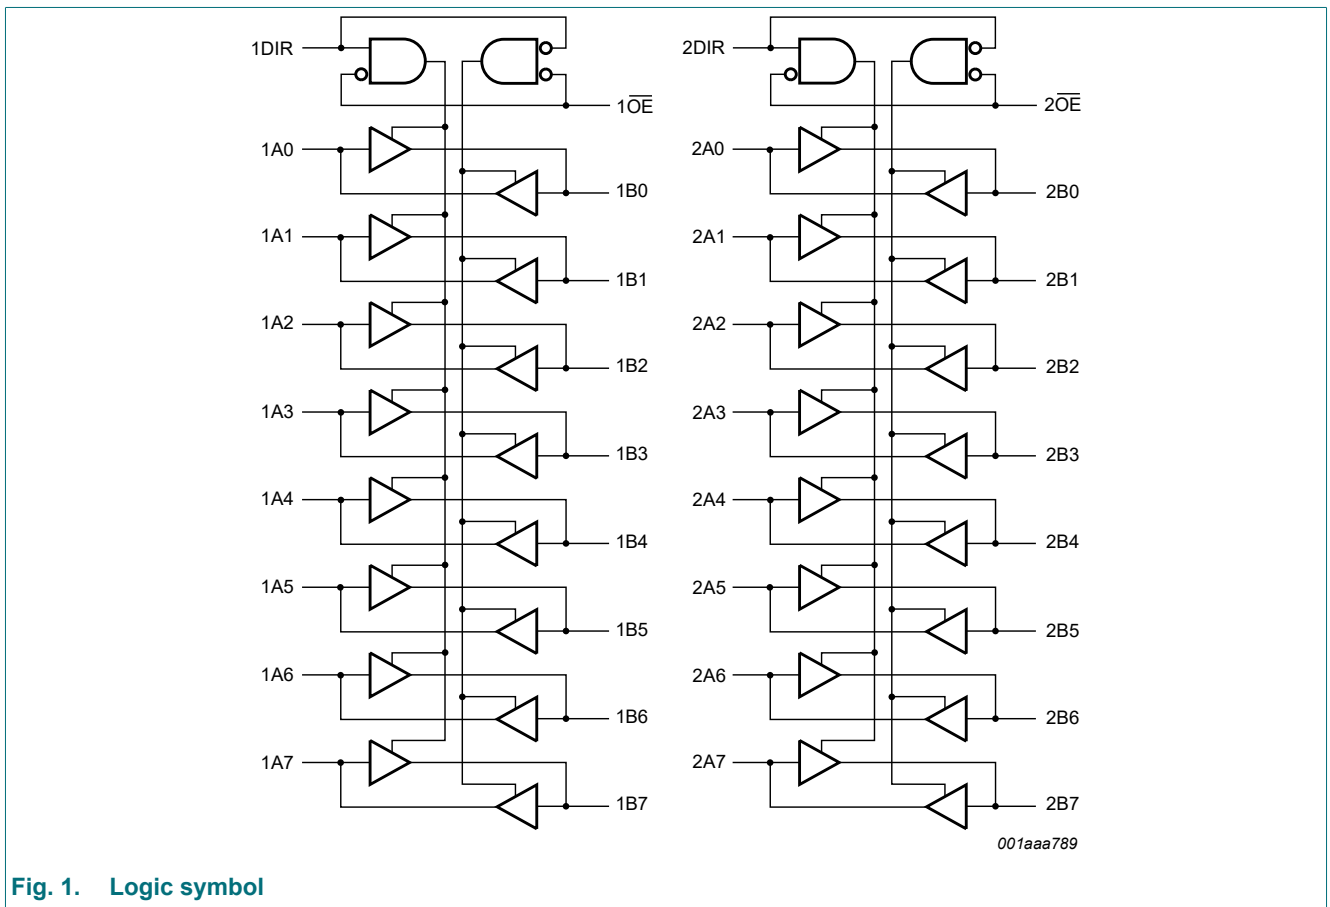 1DIR
2DIR
1O̅E̅
2O̅E̅
1A0
2A0
1B0
2B0
1A1
2A1
1B1
2B1
1A2
2A2
1B2
2B2
1A3
2A3
1B3
2B3
1A4
2A4
1B4
2B4
1A5
2A5
1B5
2B5
1A6
2A6
1B6
2B6
1A7
2A7
1B7
2B7
001aaa789
Fig. 1. Logic symbol